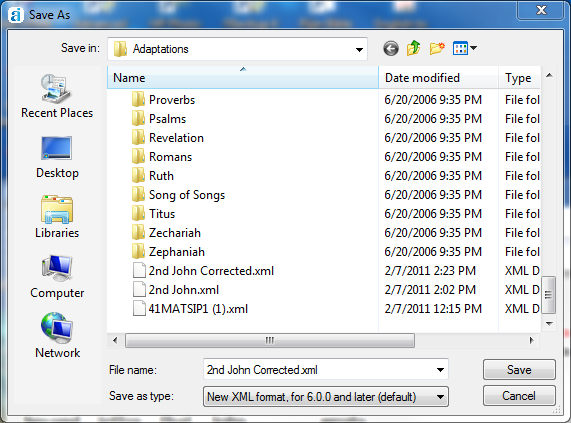 Save As
Save in: Adaptations
Name Date modified Type
Recent Places
Desktop
Libraries
Computer
Network
Proverbs 6/20/2006 9:35 PM File fol
Psalms 6/20/2006 9:35 PM File fol
Revelation 6/20/2006 9:35 PM File fol
Romans 6/20/2006 9:35 PM File fol
Ruth 6/20/2006 9:35 PM File fol
Song of Songs 6/20/2006 9:35 PM File fol
Titus 6/20/2006 9:35 PM File fol
Zechariah 6/20/2006 9:35 PM File fol
Zephaniah 6/20/2006 9:35 PM File fol
2nd John Corrected.xml 2/7/2011 2:23 PM XML D
2nd John.xml 2/7/2011 2:02 PM XML D
41MATSIP1 (1).xml 2/7/2011 12:15 PM XML D
File name: 2nd John Corrected.xml Save
Save as type: New XML format, for 6.0.0 and later (default) Cancel